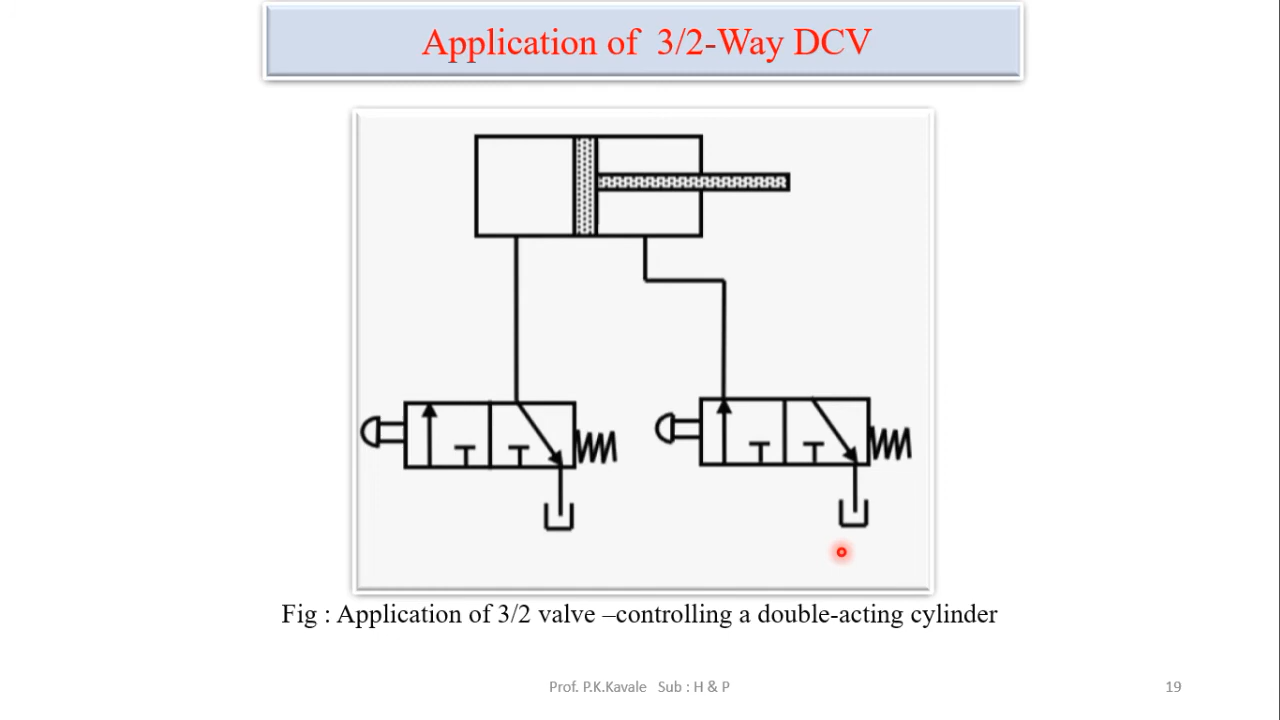 Application of 3/2-Way DCV
Fig : Application of 3/2 valve –controlling a double-acting cylinder
Prof. P.K.Kavale Sub : H & P
19